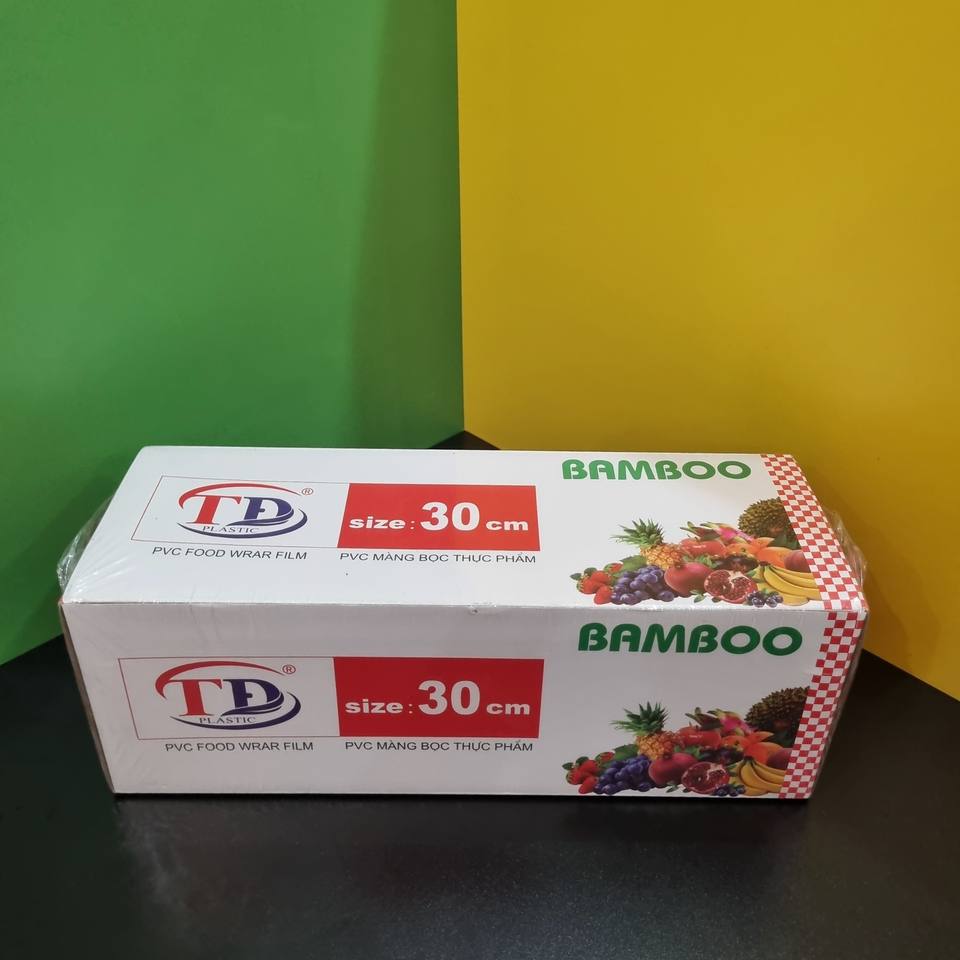 BAMBOO
TĐ ®
PLASTIC
size: 30 cm
PVC FOOD WRAR FILM
PVC MÀNG BỌC THỰC PHẨM
BAMBOO
TĐ ®
PLASTIC
size: 30 cm
PVC FOOD WRAR FILM
PVC MÀNG BỌC THỰC PHẨM